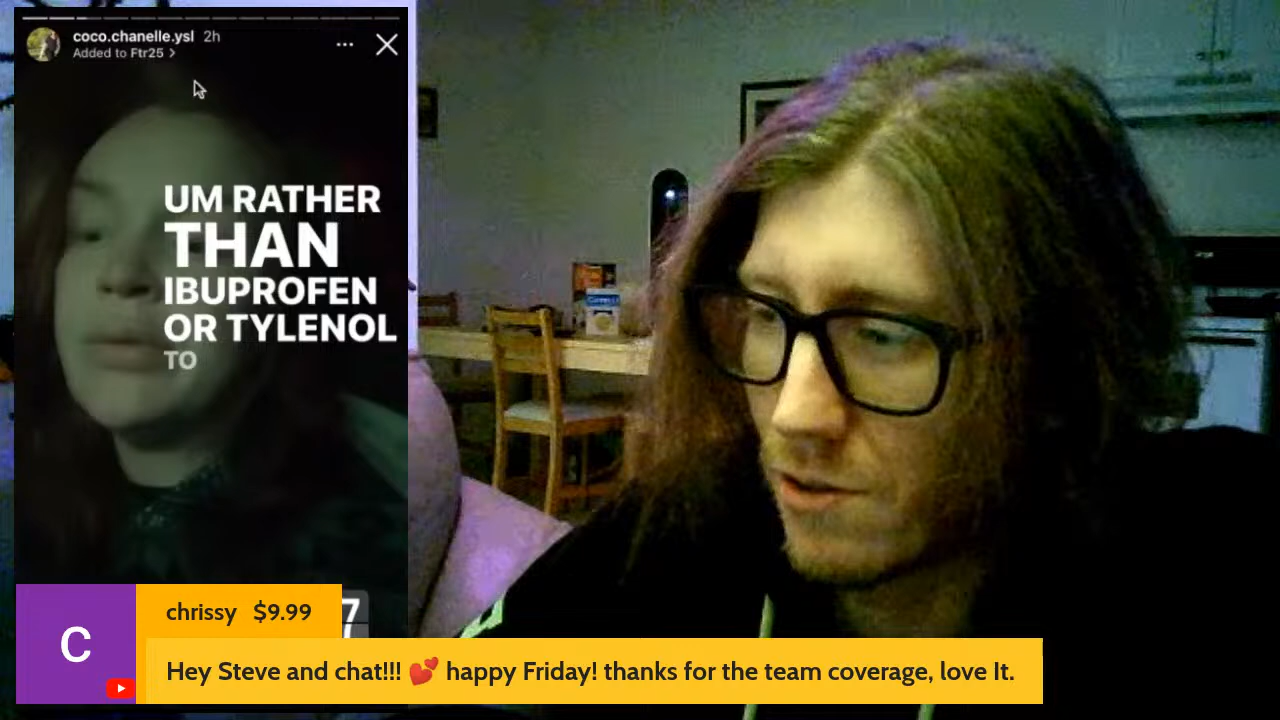 coco.chanelle.ysl 2h
Added to Ftr25 >
UM RATHER
THAN
IBUPROFEN
OR TYLENOL
TO
7
C
chrissy $9.99
Hey Steve and chat!!! 💕 happy Friday! thanks for the team coverage, love It.